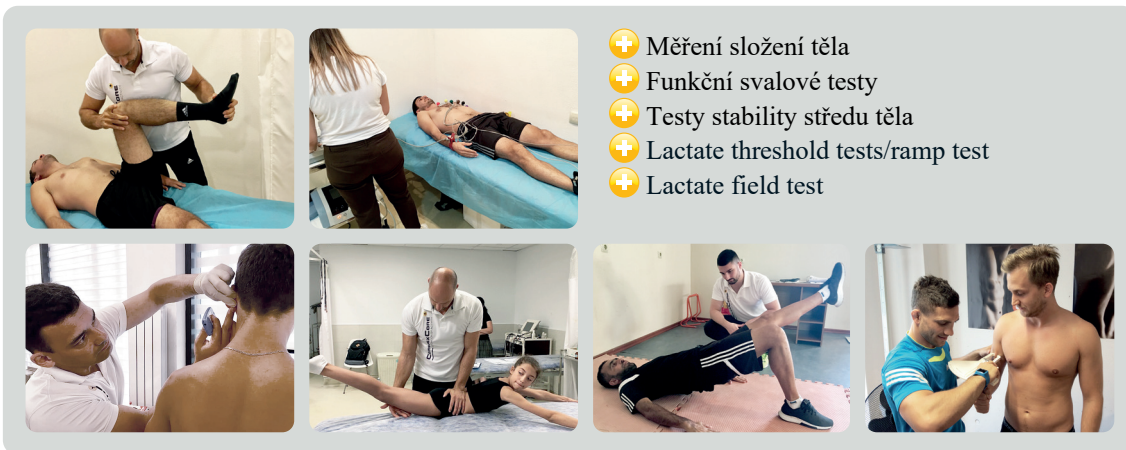 Měření složení těla
Funkční svalové testy
Testy stability středu těla
Lactate threshold tests/ramp test
Lactate field test